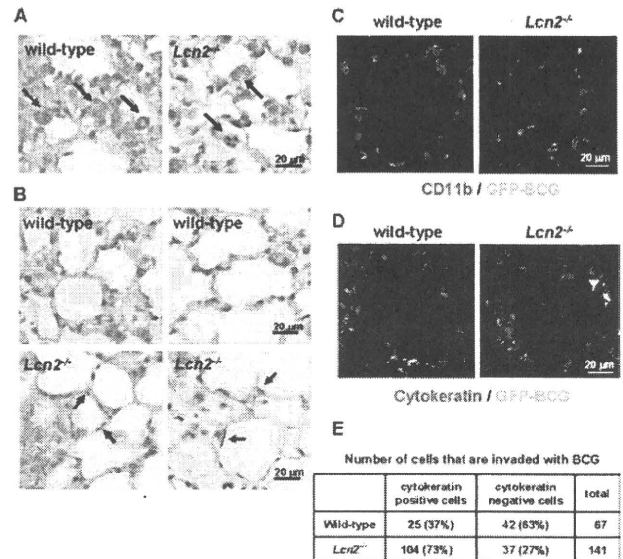 A
wild-type
Lcn2-/-
20 μm
B
wild-type
wild-type
20 μm
Lcn2-/-
Lcn2-/-
20 μm
C
wild-type
Lcn2-/-
20 μm
CD11b / GFP-BCG
D
wild-type
Lcn2-/-
20 μm
Cytokeratin / GFP-BCG
E
Number of cells that are invaded with BCG
cytokeratin positive cells
cytokeratin negative cells
total
Wild-type
25 (37%)
42 (63%)
67
Lcn2-/-
104 (73%)
37 (27%)
141